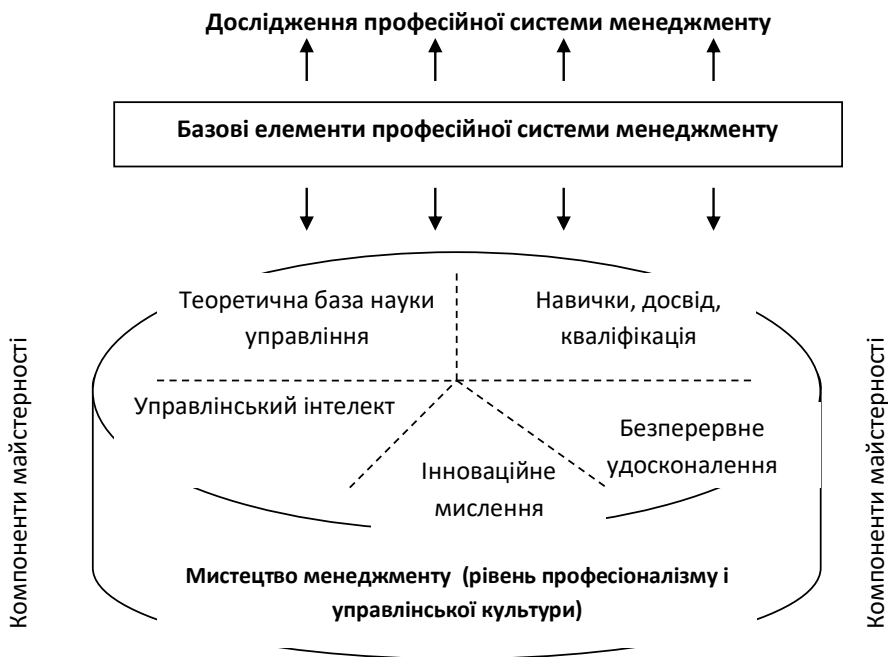 Дослідження професійної системи менеджменту
Базові елементи професійної системи менеджменту
Теоретична база науки
управління
Навички, досвід,
кваліфікація
Управлінський інтелект
Безперервне
удосконалення
Інноваційне
мислення
Мистецтво менеджменту (рівень професіоналізму і
управлінської культури)
Компоненти майстерності
Компоненти майстерності